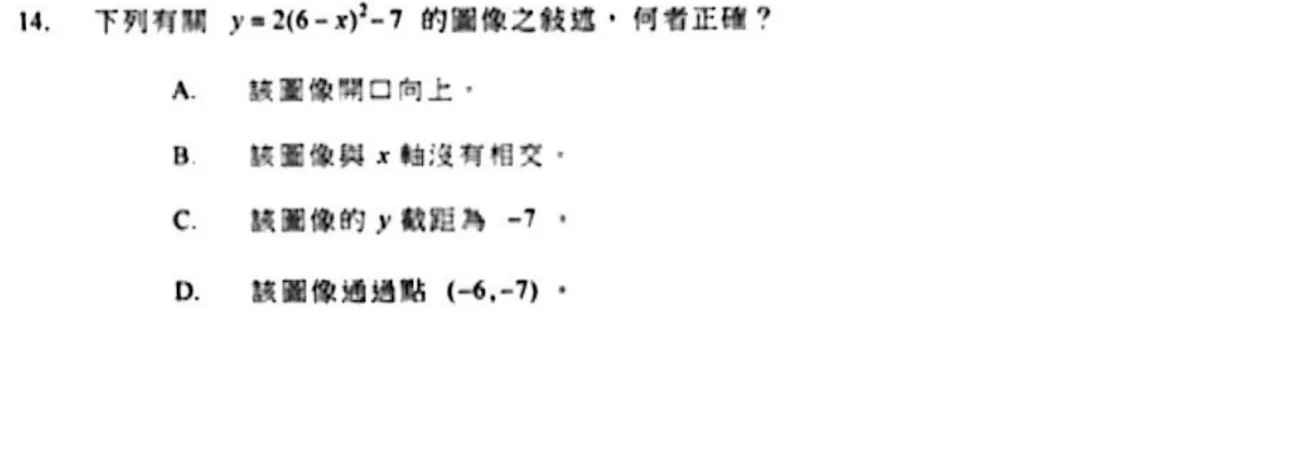 14. 下列有關 y = 2(6 – x)² – 7 的圖像之敍述，何者正確？
A. 該圖像開口向上。
B. 該圖像與 x 軸沒有相交。
C. 該圖像的 y 截距為 –7 。
D. 該圖像通過點 (–6, –7) 。